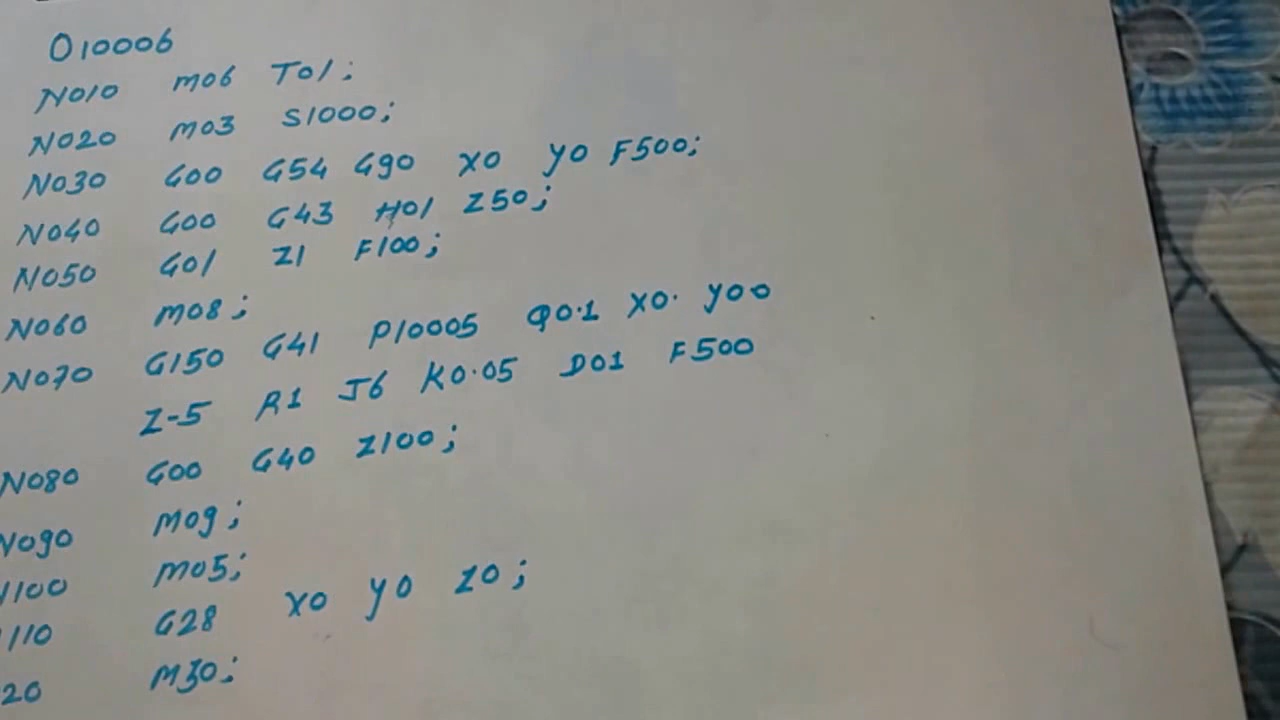 O10006
N010 M06 T01;
N020 M03 S1000;
N030 G00 G54 G90 X0 Y0 F500;
N040 G00 G43 H01 Z50;
N050 G01 Z1 F100;
N060 M08;
N070 G150 G41 P10005 Q0.1 X0. Y00
Z-5 R1 J6 K0.05 D01 F500
N080 G00 G40 Z100;
N090 M09;
N100 M05;
110 G28 X0 Y0 Z0;
20 M30;